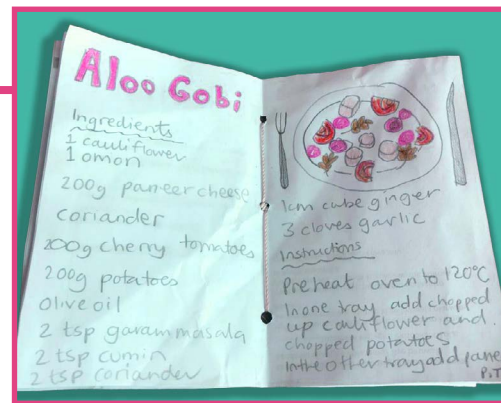 Aloo Gobi
Ingredients
1 cauliflower
1 onion
200g paneer cheese
coriander
200g cherry tomatoes
200g potatoes
olive oil
2 tsp garam masala
2 tsp cumin
2 tsp coriander
1cm cube ginger
3 cloves garlic
Instructions
Preheat oven to 120°C
In one tray add chopped
up cauliflower and
chopped potatoes
In the other tray add pane
P.T